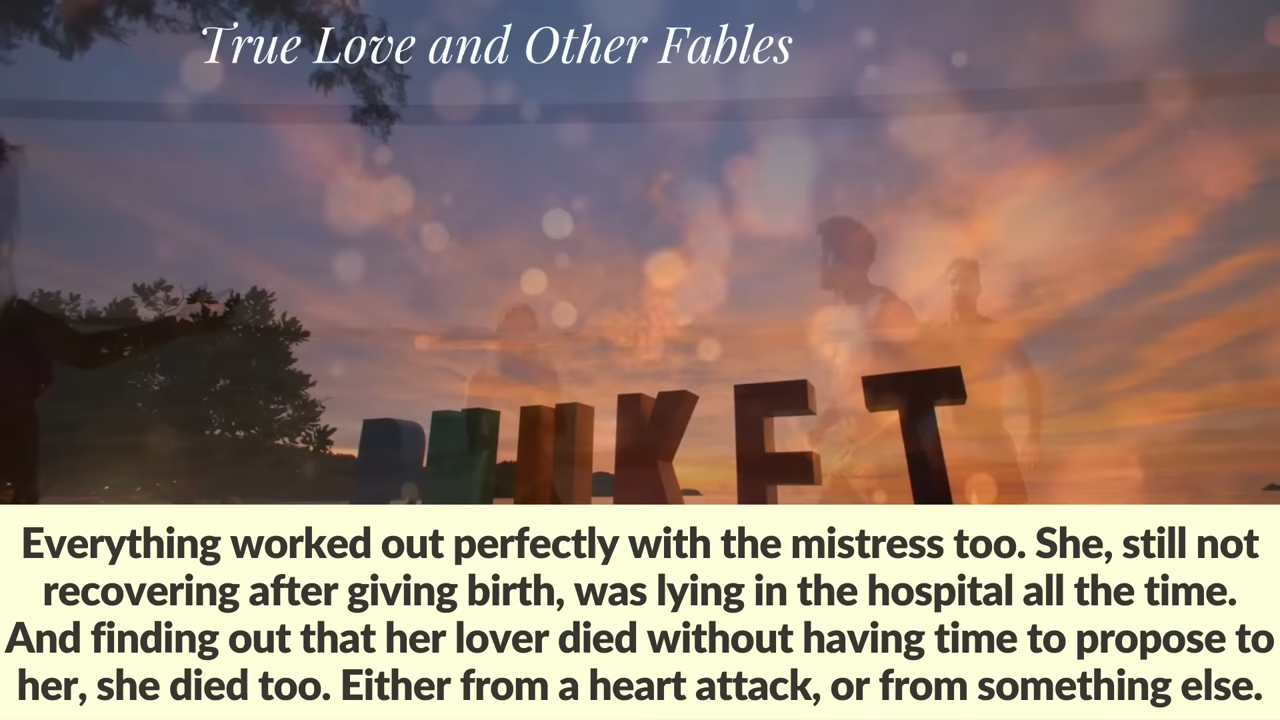 True Love and Other Fables
PHUKET
Everything worked out perfectly with the mistress too. She, still not
recovering after giving birth, was lying in the hospital all the time.
And finding out that her lover died without having time to propose to
her, she died too. Either from a heart attack, or from something else.